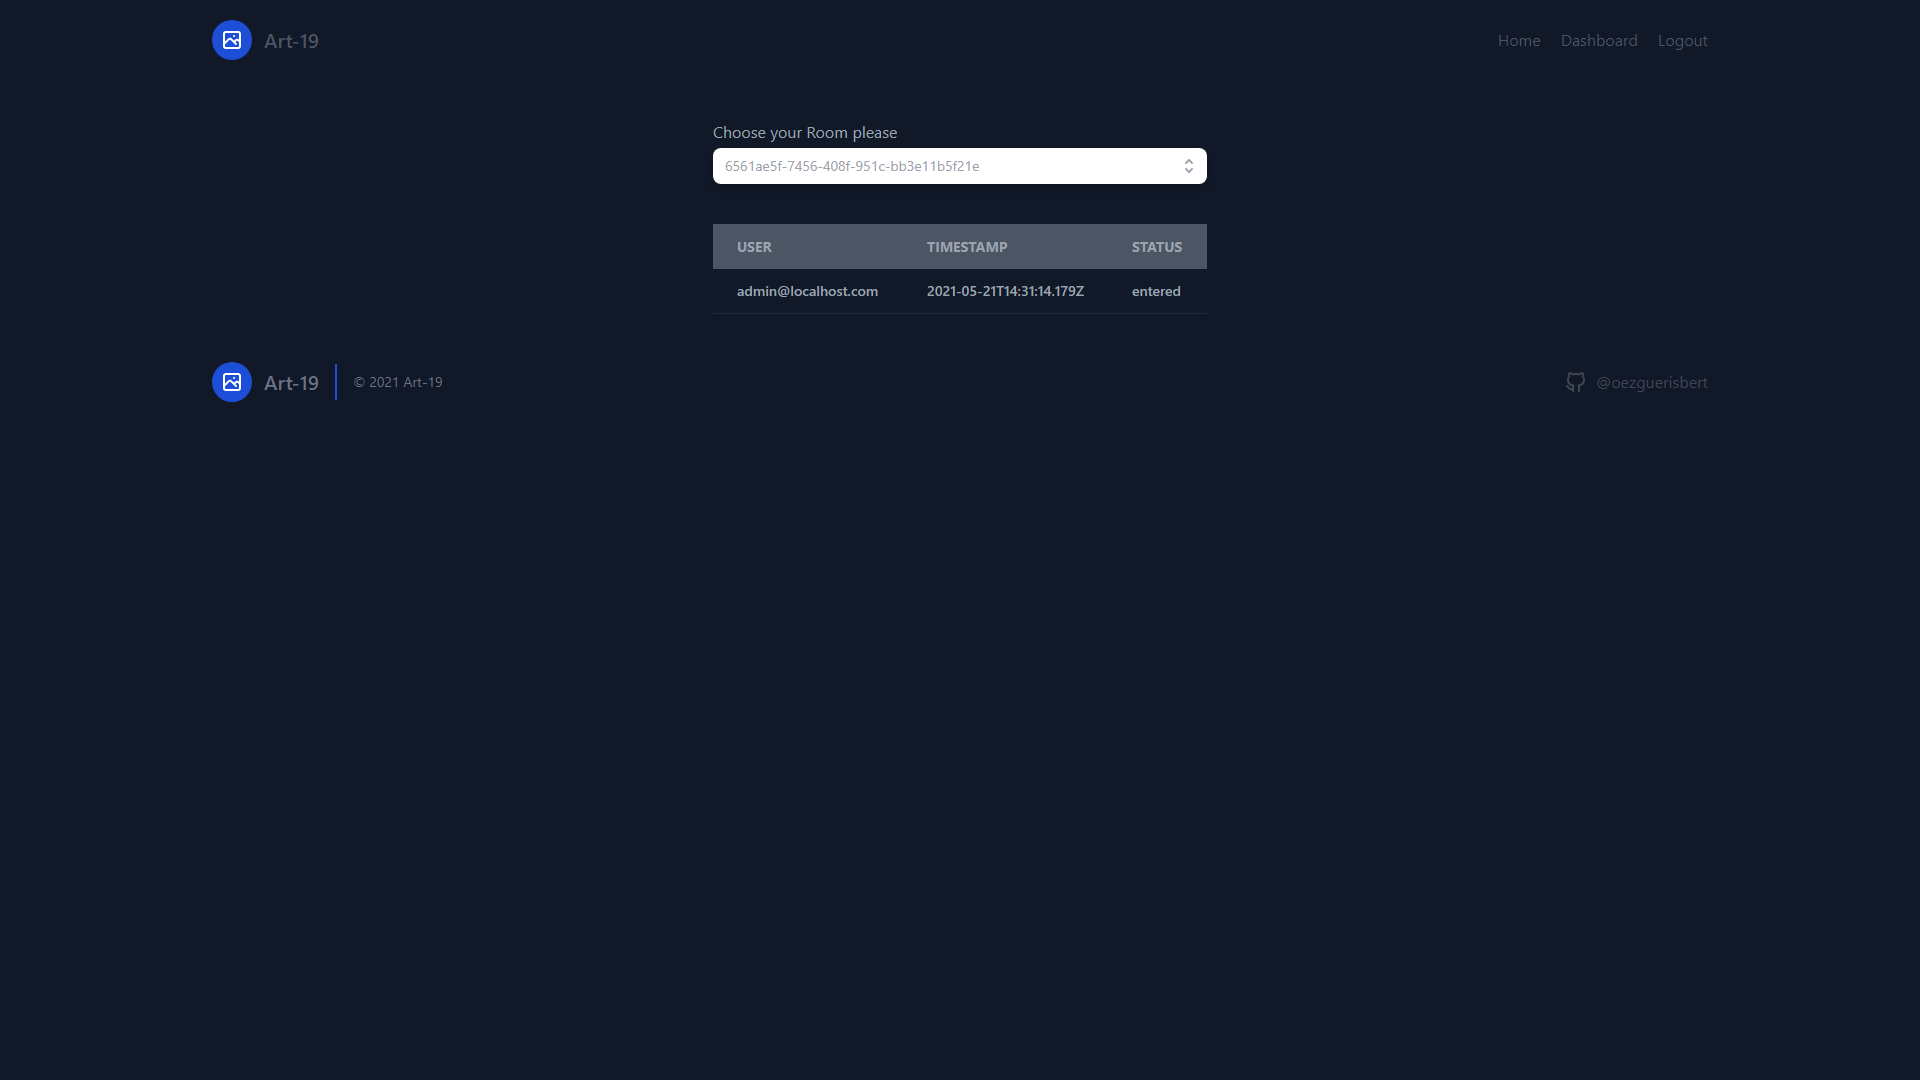 Art-19
Home Dashboard Logout
Choose your Room please
6561ae5f-7456-408f-951c-bb3e11b5f21e
USER TIMESTAMP STATUS
admin@localhost.com 2021-05-21T14:31:14.179Z entered
Art-19 © 2021 Art-19
@oezguerisbert